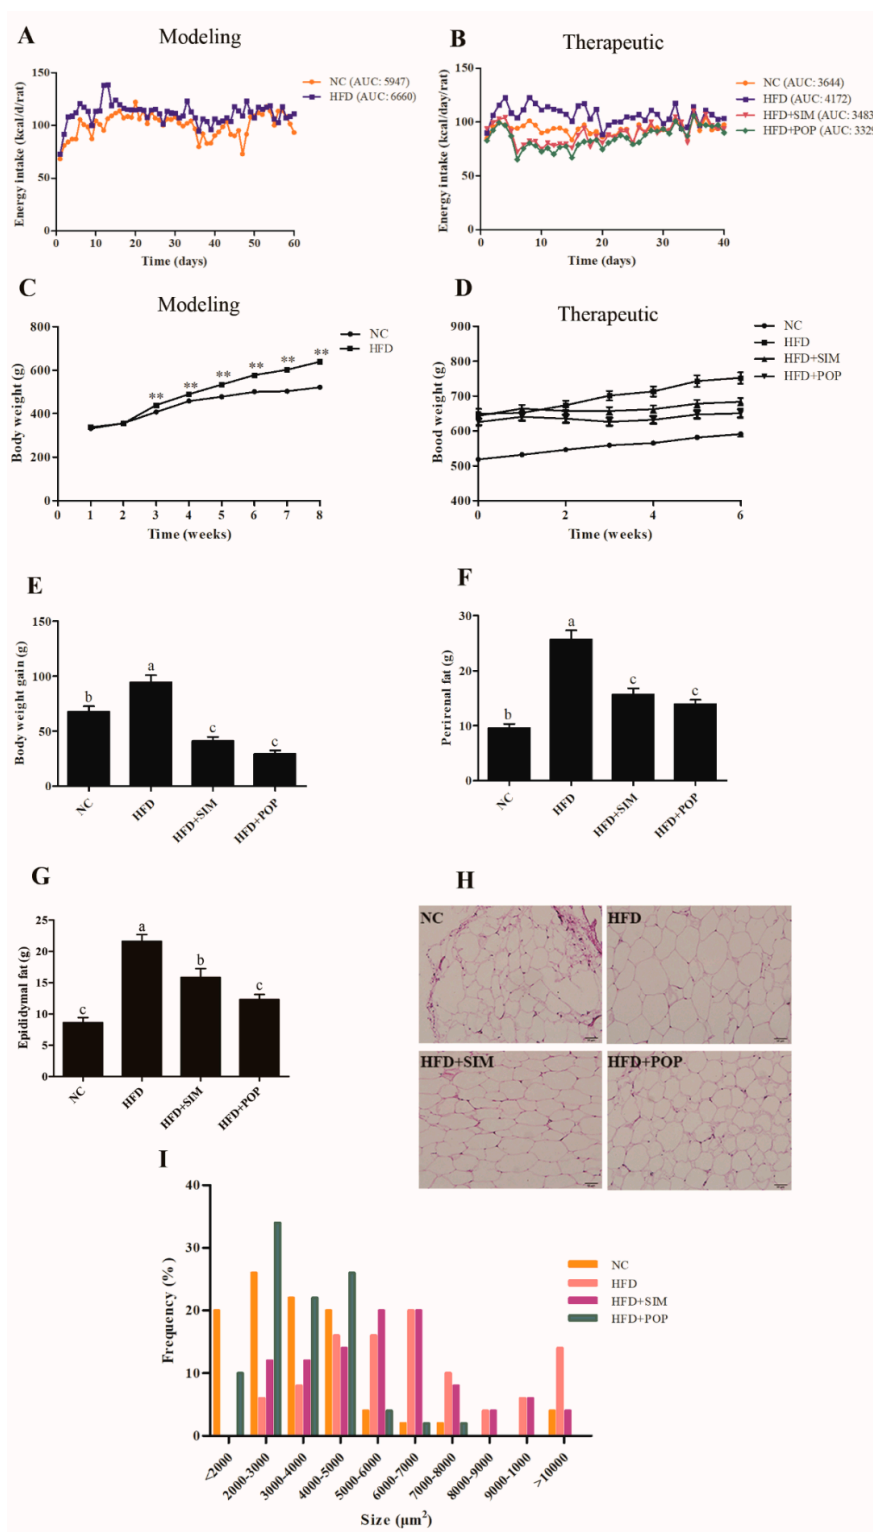 A
Modeling
Energy intake (kcal/d/rat)
150
100
50
0
0 10 20 30 40 50 60
Time (days)
NC (AUC: 5947)
HFD (AUC: 6660)
B
Therapeutic
Energy intake (kcal/day/rat)
150
100
50
0
0 10 20 30 40
Time (days)
NC (AUC: 3644)
HFD (AUC: 4172)
HFD+SIM (AUC: 3483
HFD+POP (AUC: 3329
C
Modeling
Body weight (g)
800
600
400
200
0
** ** ** ** ** **
0 1 2 3 4 5 6 7 8
Time (weeks)
NC
HFD
D
Therapeutic
Bood weight (g)
900
800
700
600
500
400
0 2 4 6
Time (weeks)
NC
HFD
HFD+SIM
HFD+POP
E
Body weight gain (g)
150
100
50
0
b a c c
NC HFD HFD+SIM HFD+POP
F
Perirenal fat (g)
30
20
10
0
b a c c
NC HFD HFD+SIM HFD+POP
G
Epididymal fat (g)
25
20
15
10
5
0
c a b c
NC HFD HFD+SIM HFD+POP
H
NC HFD
HFD+SIM HFD+POP
I
Frequency (%)
40
30
20
10
0
<2000 2000-3000 3000-4000 4000-5000 5000-6000 6000-7000 7000-8000 8000-9000 9000-1000 >10000
Size (μm²)
NC
HFD
HFD+SIM
HFD+POP